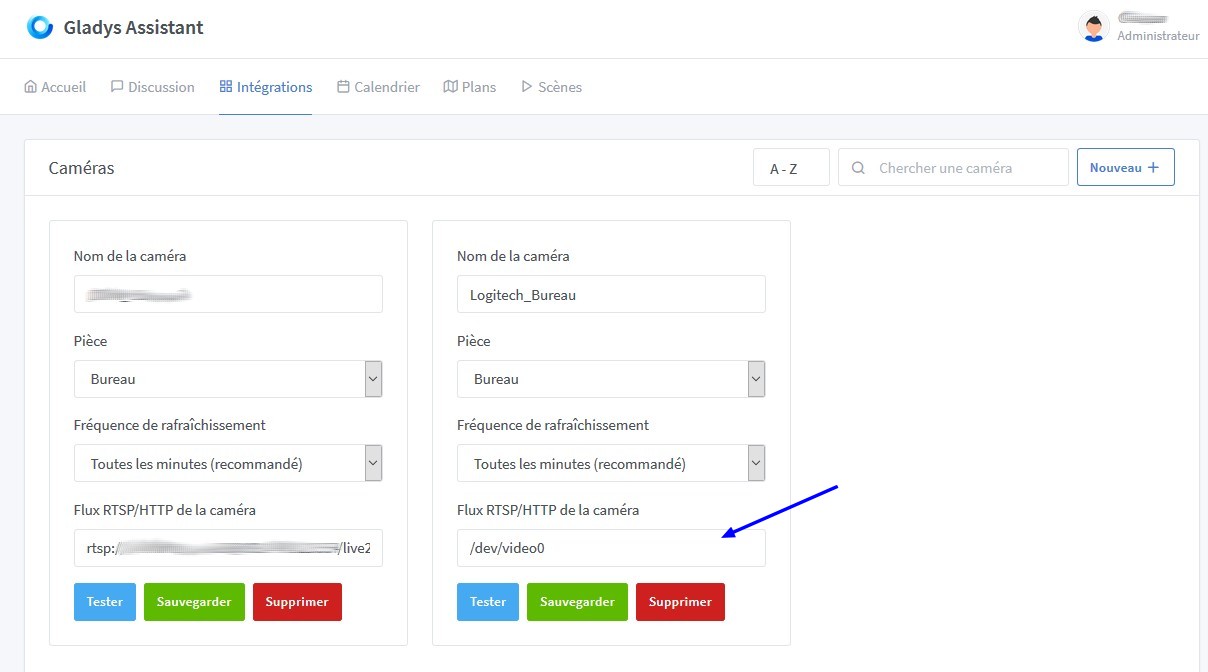 Gladys Assistant
Administrateur
Accueil
Discussion
Intégrations
Calendrier
Plans
Scènes
Caméras
A - Z
Chercher une caméra
Nouveau +
Nom de la caméra
Pièce
Bureau
Fréquence de rafraîchissement
Toutes les minutes (recommandé)
Flux RTSP/HTTP de la caméra
rtsp:/ /live2
Tester
Sauvegarder
Supprimer
Nom de la caméra
Logitech_Bureau
Pièce
Bureau
Fréquence de rafraîchissement
Toutes les minutes (recommandé)
Flux RTSP/HTTP de la caméra
/dev/video0
Tester
Sauvegarder
Supprimer